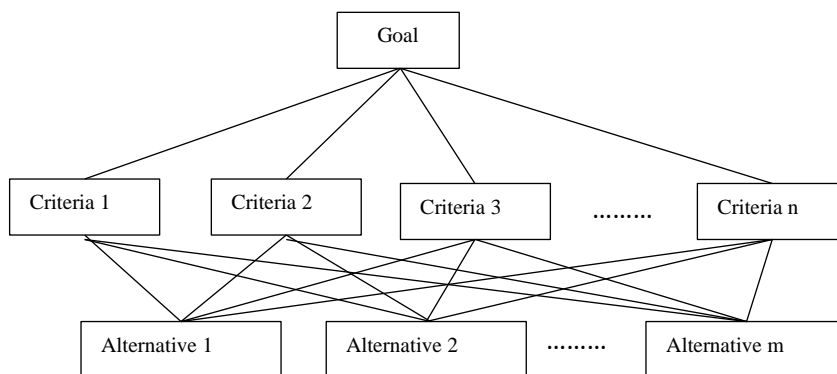 Goal
Criteria 1
Criteria 2
Criteria 3
………
Criteria n
Alternative 1
Alternative 2
………
Alternative m